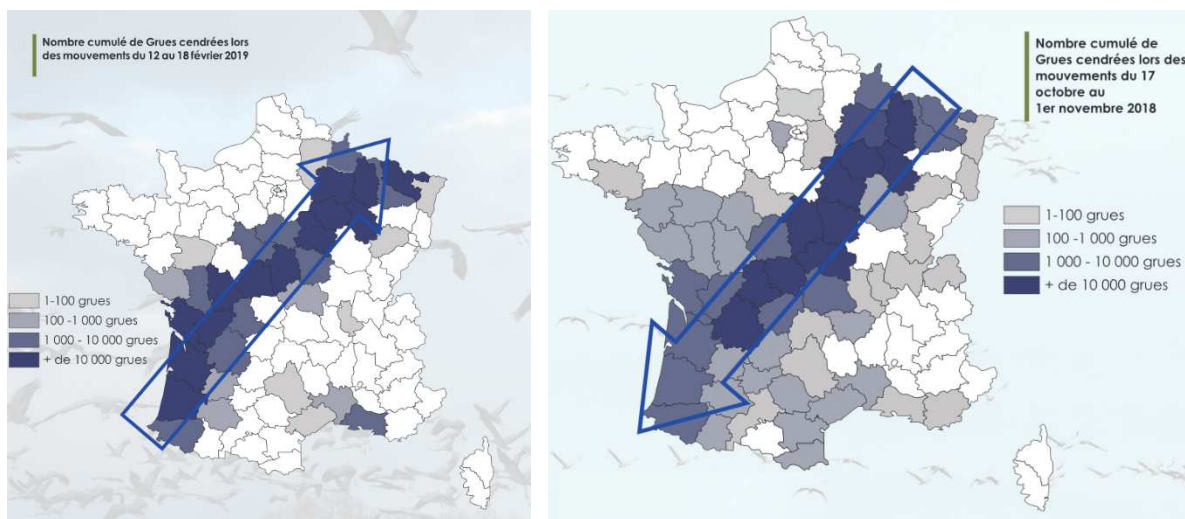 Nombre cumulé de Grues cendrées lors
des mouvements du 12 au 18 février 2019
1-100 grues
100 -1 000 grues
1 000 - 10 000 grues
+ de 10 000 grues
Nombre cumulé de
Grues cendrées lors des
mouvements du 17
octobre au
1er novembre 2018
1-100 grues
100 -1 000 grues
1 000 - 10 000 grues
+ de 10 000 grues